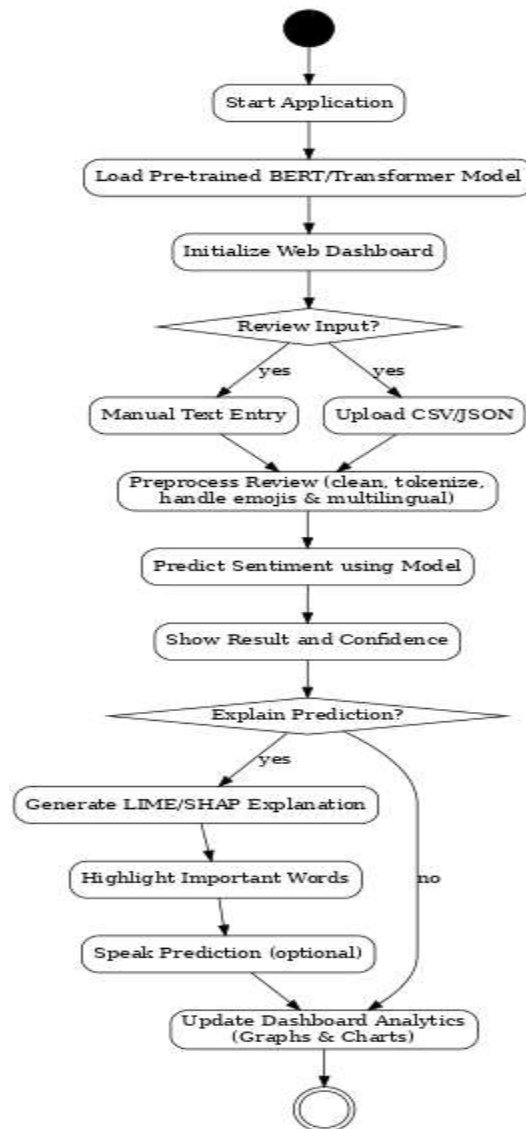 Start Application
Load Pre-trained BERT/Transformer Model
Initialize Web Dashboard
Review Input?
yes
yes
Manual Text Entry
Upload CSV/JSON
Preprocess Review (clean, tokenize,
handle emojis & multilingual)
Predict Sentiment using Model
Show Result and Confidence
Explain Prediction?
yes
Generate LIME/SHAP Explanation
Highlight Important Words
no
Speak Prediction (optional)
Update Dashboard Analytics
(Graphs & Charts)